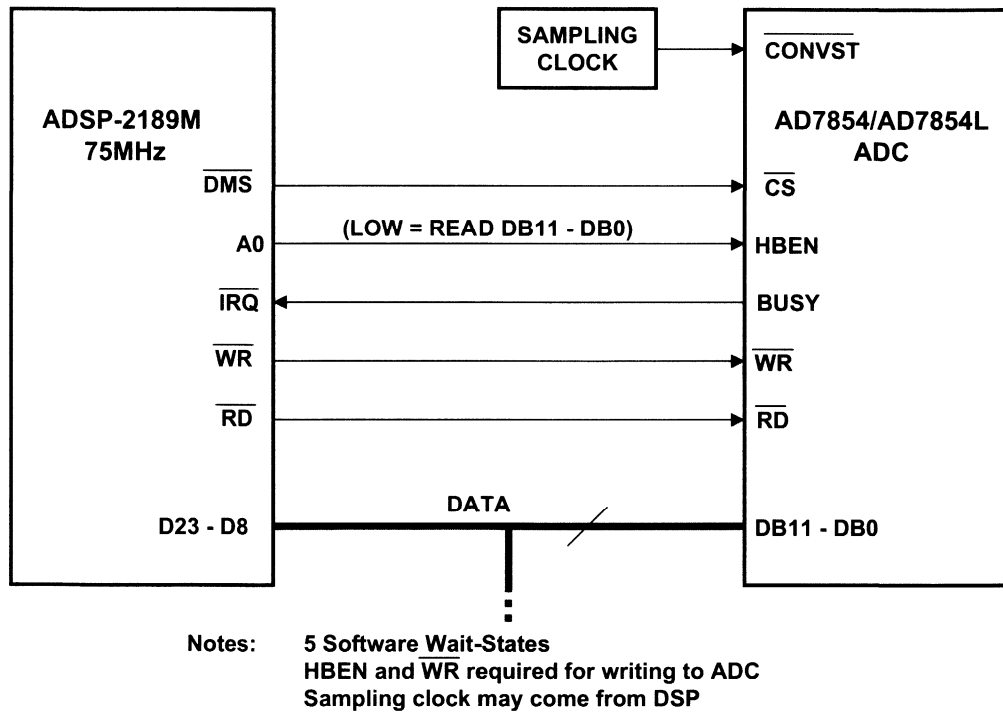 SAMPLING
CLOCK
CONVST
ADSP-2189M
75MHz
AD7854/AD7854L
ADC
DMS
CS
A0
(LOW = READ DB11 - DB0)
HBEN
IRQ
BUSY
WR
WR
RD
RD
DATA
D23 - D8
DB11 - DB0
Notes: 5 Software Wait-States
HBEN and WR required for writing to ADC
Sampling clock may come from DSP